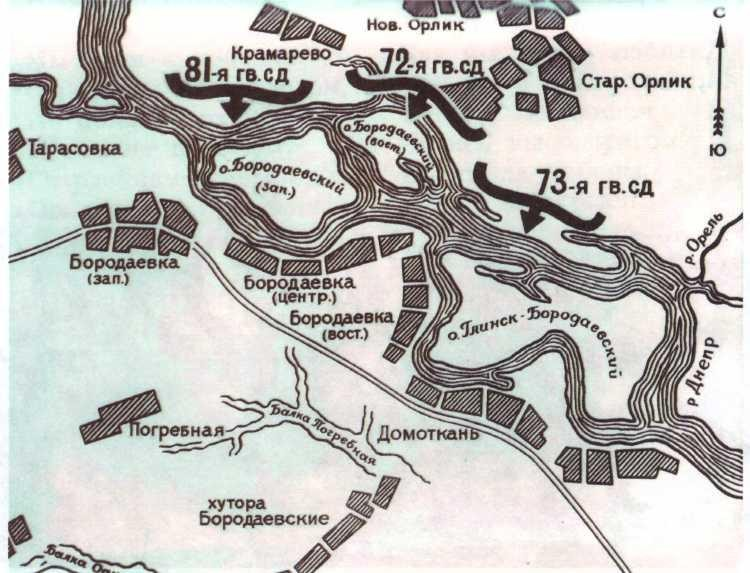 Нов. Орлик
С
Крамарево
81-я гв.сд
72-я гв.сд
Стар. Орлик
Ю
Тарасовка
о. Бородаевский
(зап.)
о. Бородаевский
(вост.)
73-я гв.сд
р. Орель
Бородаевка
(зап.)
Бородаевка
(центр.)
Бородаевка
(вост.)
о. Глинск-Бородаевский
р. Днепр
Погребная
Балка Погребная
Домоткань
хутора
Бородаевские
Балка